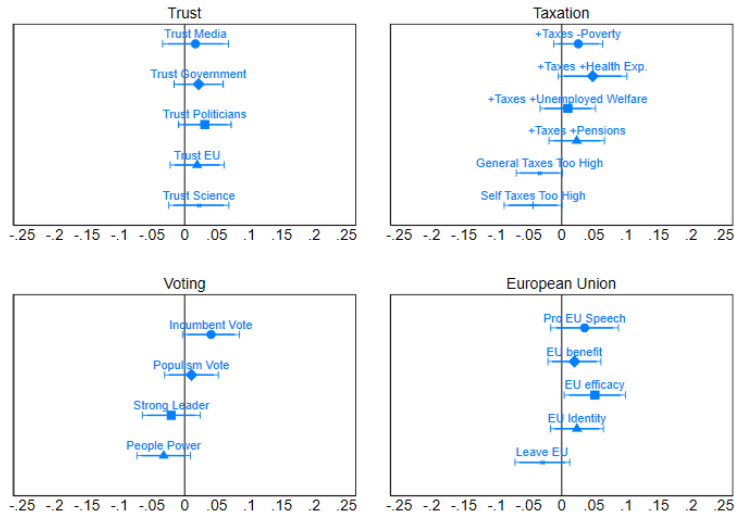 Trust
Trust Media
Trust Government
Trust Politicians
Trust EU
Trust Science
-.25 -.2 -.15 -.1 -.05 0 .05 .1 .15 .2 .25
Taxation
+Taxes -Poverty
+Taxes +Health Exp.
+Taxes +Unemployed Welfare
+Taxes +Pensions
General Taxes Too High
Self Taxes Too High
-.25 -.2 -.15 -.1 -.05 0 .05 .1 .15 .2 .25
Voting
Incumbent Vote
Populism Vote
Strong Leader
People Power
-.25 -.2 -.15 -.1 -.05 0 .05 .1 .15 .2 .25
European Union
Pro EU Speech
EU benefit
EU efficacy
EU Identity
Leave EU
-.25 -.2 -.15 -.1 -.05 0 .05 .1 .15 .2 .25